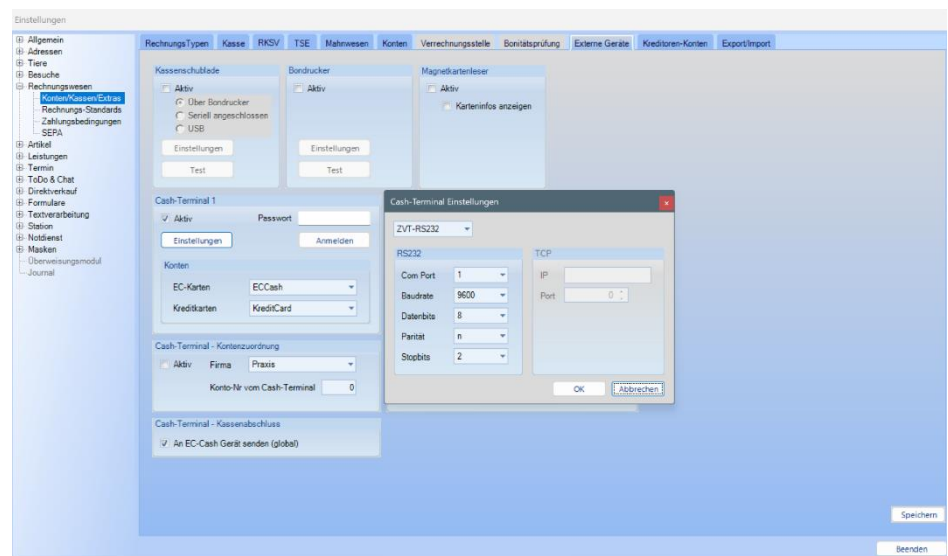 Einstellungen
Allgemein
Adressen
Tiere
Besuche
Rechnungswesen
Konten/Kassen/Extras
Rechnungs-Standards
Zahlungsbedingungen
SEPA
Artikel
Leistungen
Termin
ToDo & Chat
Direktverkauf
Formulare
Textverarbeitung
Station
Notdienst
Masken
Überweisungsmodul
Journal
RechnungsTypen Kasse RKSV TSE Mahnwesen Konten Verrechnungsstelle Bonitätsprüfung Externe Geräte Kreditoren-Konten Export/Import
Kassenschublade
Aktiv
Über Bondrucker
Seriell angeschlossen
USB
Einstellungen
Test
Bondrucker
Aktiv
Einstellungen
Test
Magnetkartenleser
Aktiv
Karteninfos anzeigen
Cash-Terminal 1
Aktiv Passwort
Einstellungen Anmelden
Konten
EC-Karten ECCash
Kreditkarten KreditCard
Cash-Terminal - Kontenzuordnung
Aktiv Firma Praxis
Konto-Nr vom Cash-Terminal 0
Cash-Terminal - Kassenabschluss
An EC-Cash Gerät senden (global)
Cash-Terminal Einstellungen
ZVT-RS232
RS232
Com Port 1
Baudrate 9600
Datenbits 8
Parität n
Stopbits 2
TCP
IP
Port 0
OK Abbrechen
Speichern
Beenden